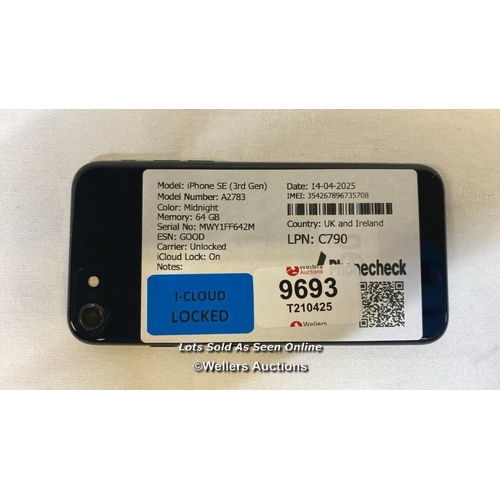 Model: iPhone SE (3rd Gen)
Model Number: A2783
Color: Midnight
Memory: 64 GB
Serial No: MWY1FF642M
ESN: GOOD
Carrier: Unlocked
iCloud Lock: On
Notes:
Date: 14-04-2025
IMEI: 354267896735708
Country: UK and Ireland
LPN: C790
Phonecheck
I-CLOUD
LOCKED
Wellers
Auctions
9693
T210425
Wellers
Lots Sold As Seen Online
©Wellers Auctions